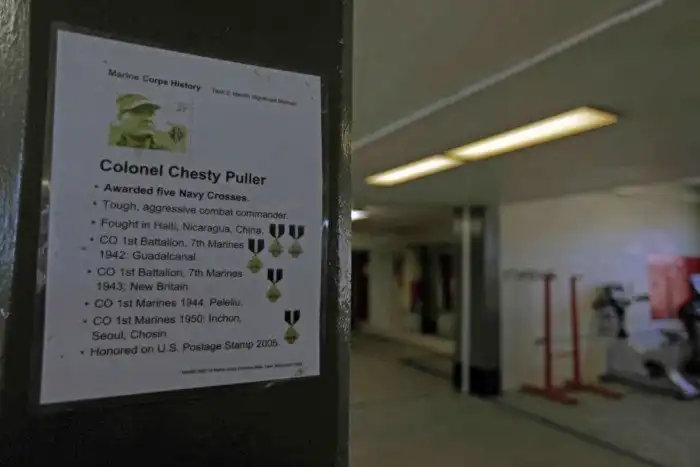 Marine Corps History
Colonel Chesty Puller
• Awarded five Navy Crosses.
• Tough, aggressive combat commander.
• Fought in Haiti, Nicaragua, China.
• CO 1st Battalion, 7th Marines
1942: Guadalcanal.
• CO 1st Battalion, 7th Marines
1943: New Britain
• CO 1st Marines 1944, Peleliu.
• CO 1st Marines 1950: Inchon,
Seoul, Chosin.
• Honored on U.S. Postage Stamp 2005.